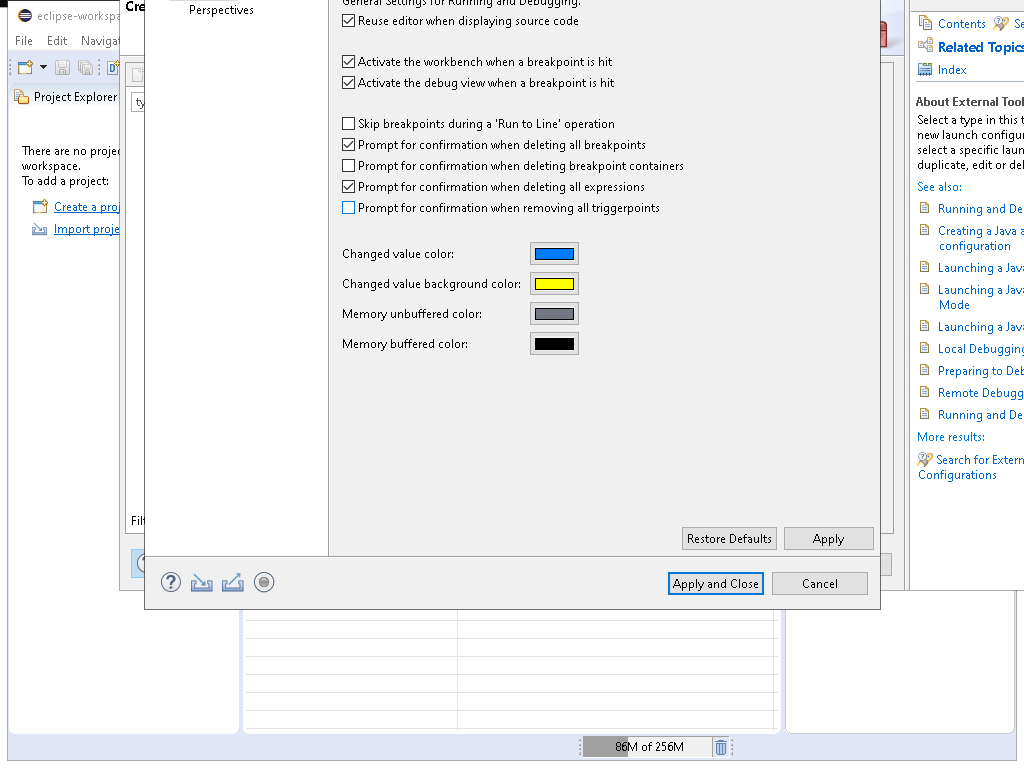 eclipse-workspa
File Edit Navigat
Project Explorer
There are no projec
workspace.
To add a project:
Create a proj
Import proje
Cre
ty
Filt
Perspectives
General Settings for Running and Debugging.
Reuse editor when displaying source code
Activate the workbench when a breakpoint is hit
Activate the debug view when a breakpoint is hit
Skip breakpoints during a 'Run to Line' operation
Prompt for confirmation when deleting all breakpoints
Prompt for confirmation when deleting breakpoint containers
Prompt for confirmation when deleting all expressions
Prompt for confirmation when removing all triggerpoints
Changed value color:
Changed value background color:
Memory unbuffered color:
Memory buffered color:
Restore Defaults Apply
Apply and Close Cancel
Contents Se
Related Topics
Index
About External Tool
Select a type in this t
new launch configur
select a specific laun
duplicate, edit or del
See also:
Running and De
Creating a Java a
configuration
Launching a Java
Launching a Java
Mode
Launching a Java
Local Debugging
Preparing to Deb
Remote Debugg
Running and De
More results:
Search for Extern
Configurations
86M of 256M